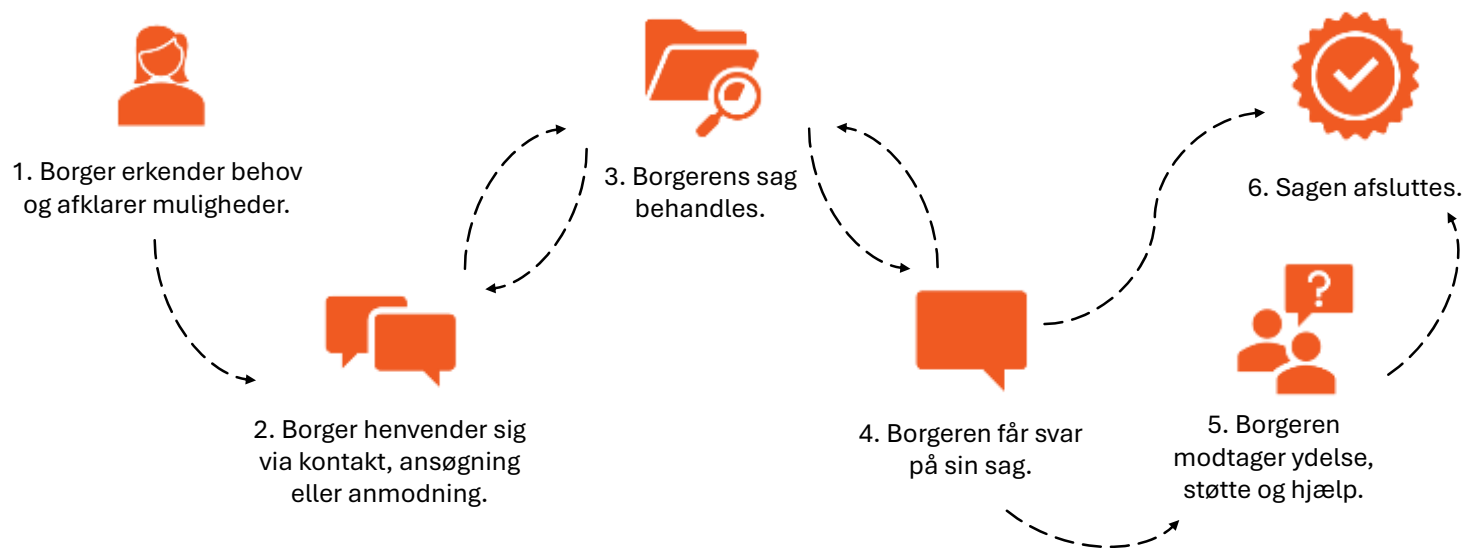 1. Borger erkender behov
og afklarer muligheder.
2. Borger henvender sig
via kontakt, ansøgning
eller anmodning.
3. Borgerens sag
behandles.
4. Borgeren får svar
på sin sag.
?
5. Borgeren
modtager ydelse,
støtte og hjælp.
6. Sagen afsluttes.